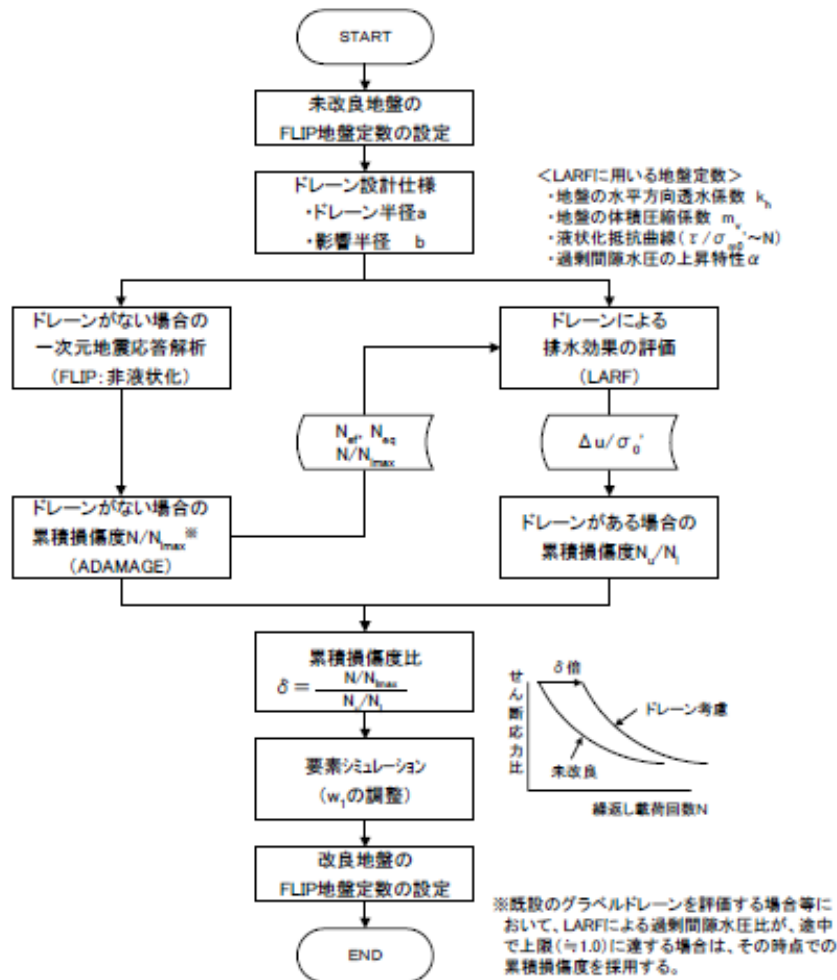 START
未改良地盤の
FLIP地盤定数の設定
ドレーン設計仕様
・ドレーン半径a
・影響半径 b
<LARFに用いる地盤定数>
・地盤の水平方向透水係数 kh
・地盤の体積圧縮係数 mv
・液状化抵抗曲線(τ/σm0'~N)
・過剰間隙水圧の上昇特性α
ドレーンがない場合の
一次元地震応答解析
(FLIP:非液状化)
ドレーンによる
排水効果の評価
(LARF)
Nef, Neq
N/Nlmax
Δu/σ0'
ドレーンがない場合の
累積損傷度N/Nlmax※
(ADAMAGE)
ドレーンがある場合の
累積損傷度Nu/Nl
累積損傷度比
δ=
N/Nlmax
Nu/Nl
せん断応力比
δ倍
ドレーン考慮
未改良
繰返し載荷回数N
要素シミュレーション
(w1の調整)
改良地盤の
FLIP地盤定数の設定
END
※既設のグラベルドレーンを評価する場合等に
おいて、LARFによる過剰間隙水圧比が、途中
で上限(≒1.0)に達する場合は、その時点での
累積損傷度を採用する。